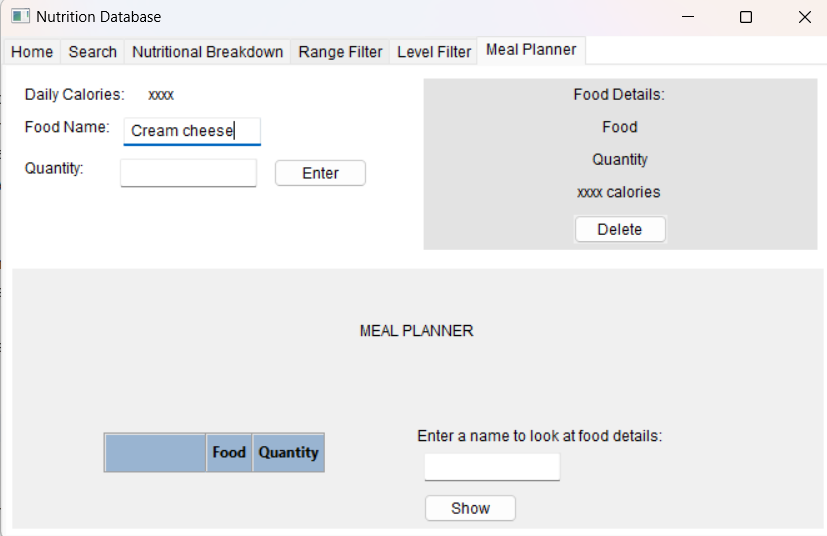 Nutrition Database
Home Search Nutritional Breakdown Range Filter Level Filter Meal Planner
Daily Calories: xxxx
Food Name: Cream cheese
Quantity:
Enter
Food Details:
Food
Quantity
xxxx calories
Delete
MEAL PLANNER
Food Quantity
Enter a name to look at food details:
Show